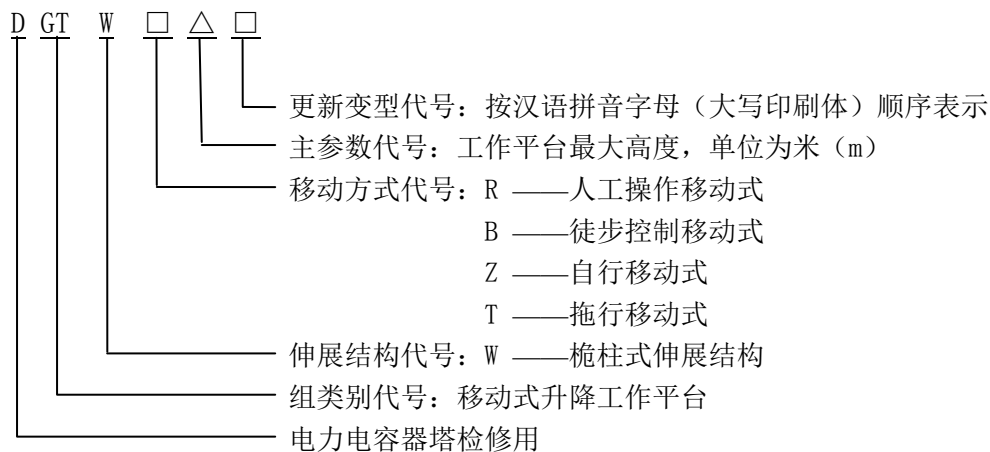 D GT W □ △ □
更新变型代号：按汉语拼音字母（大写印刷体）顺序表示
主参数代号：工作平台最大高度，单位为米（m）
移动方式代号：R ——人工操作移动式
B ——徒步控制移动式
Z ——自行移动式
T ——拖行移动式
伸展结构代号：W ——桅柱式伸展结构
组类别代号：移动式升降工作平台
电力电容器塔检修用